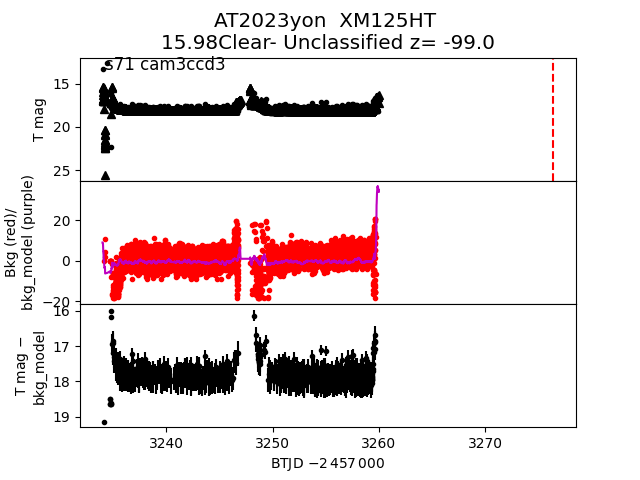 AT2023yon  XM125HT
15.98Clear- Unclassified z= -99.0
s71 cam3ccd3
15
20
25
T mag
20
0
−20
Bkg (red)/
bkg_model (purple)
16
17
18
19
T mag −
bkg_model
3240
3250
3260
3270
BTJD −2 457 000